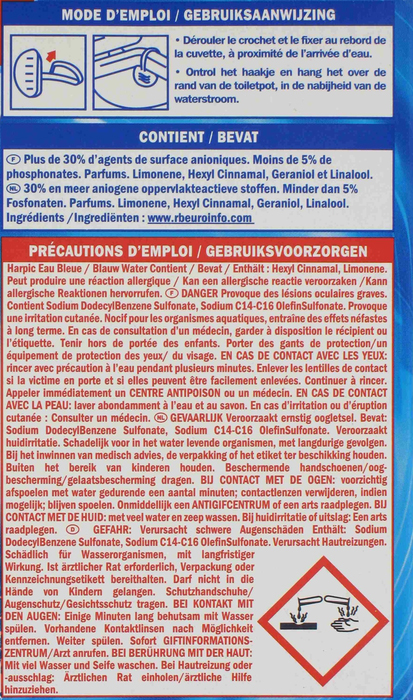 MODE D'EMPLOI / GEBRUIKSAANWIJZING
• Dérouler le crochet et le fixer au rebord de
la cuvette, à proximité de l'arrivée d'eau.
• Ontrol het haakje en hang het over de
rand van de toiletpot, in de nabijheid van de
waterstroom.
CONTIENT / BEVAT
F Plus de 30% d'agents de surface anioniques. Moins de 5% de
phosphonates. Parfums. Limonene, Hexyl Cinnamal, Geraniol et Linalool.
NL 30% en meer aniogene oppervlakteactieve stoffen. Minder dan 5%
Fosfonaten. Parfums. Limonene, Hexyl Cinnamal, Geraniol, Linalool.
Ingrédients /Ingrediënten : www.rbeuroinfo.com
PRÉCAUTIONS D'EMPLOI / GEBRUIKSVOORZORGEN
Harpic Eau Bleue / Blauw Water Contient / Bevat / Enthält : Hexyl Cinnamal, Limonene.
Peut produire une réaction allergique / Kan een allergische reactie veroorzaken /Kann
allergische Reaktionen hervorrufen. F DANGER Provoque des lésions oculaires graves.
Contient Sodium DodecylBenzene Sulfonate, Sodium C14-C16 OlefinSulfonate. Provoque
une irritation cutanée. Nocif pour les organismes aquatiques, entraîne des effets néfastes
à long terme. En cas de consultation d'un médecin, garder à disposition le récipient ou
l'étiquette. Tenir hors de portée des enfants. Porter des gants de protection/un
équipement de protection des yeux/ du visage. EN CAS DE CONTACT AVEC LES YEUX:
rincer avec précaution à l'eau pendant plusieurs minutes. Enlever les lentilles de contact
si la victime en porte et si elles peuvent être facilement enlevées. Continuer à rincer.
Appeler immédiatement un CENTRE ANTIPOISON ou un médecin. EN CAS DE CONTACT
AVEC LA PEAU: laver abondamment à l'eau et au savon. En cas d'irritation ou d'éruption
cutanée : Consulter un médecin. NL GEVAARLIJK Veroorzaakt ernstig oogletsel. Bevat:
Sodium DodecylBenzene Sulfonate, Sodium C14-C16 OlefinSulfonate. Veroorzaakt
huidirritatie. Schadelijk voor in het water levende organismen, met langdurige gevolgen.
Bij het inwinnen van medisch advies, de verpakking of het etiket ter beschikking houden.
Buiten het bereik van kinderen houden. Beschermende handschoenen/oog-
bescherming/gelaatsbescherming dragen. BIJ CONTACT MET DE OGEN: voorzichtig
afspoelen met water gedurende een aantal minuten; contactlenzen verwijderen, indien
mogelijk; blijven spoelen. Onmiddellijk een ANTIGIFCENTRUM of een arts raadplegen. BIJ
CONTACT MET DE HUID: met veel water en zeep wassen. Bij huidirritatie of uitslag: Een arts
raadplegen. D GEFAHR: Verursacht schwere Augenschäden Enthält: Sodium
DodecylBenzene Sulfonate, Sodium C14-C16 OlefinSulfonate. Verursacht Hautreizungen.
Schädlich für Wasserorganismen, mit langfristiger
Wirkung. Ist ärztlicher Rat erforderlich, Verpackung oder
Kennzeichnungsetikett bereithalten. Darf nicht in die
Hände von Kindern gelangen. Schutzhandschuhe/
Augenschutz/Gesichtsschutz tragen. BEI KONTAKT MIT
DEN AUGEN: Einige Minuten lang behutsam mit Wasser
spülen. Vorhandene Kontaktlinsen nach Möglichkeit
entfernen. Weiter spülen. Sofort GIFTINFORMATIONS-
ZENTRUM/Arzt anrufen. BEI BERÜHRUNG MIT DER HAUT:
Mit viel Wasser und Seife waschen. Bei Hautreizung oder
-ausschlag: Ärztlichen Rat einholen/ärztliche Hilfe
hinzuziehen.